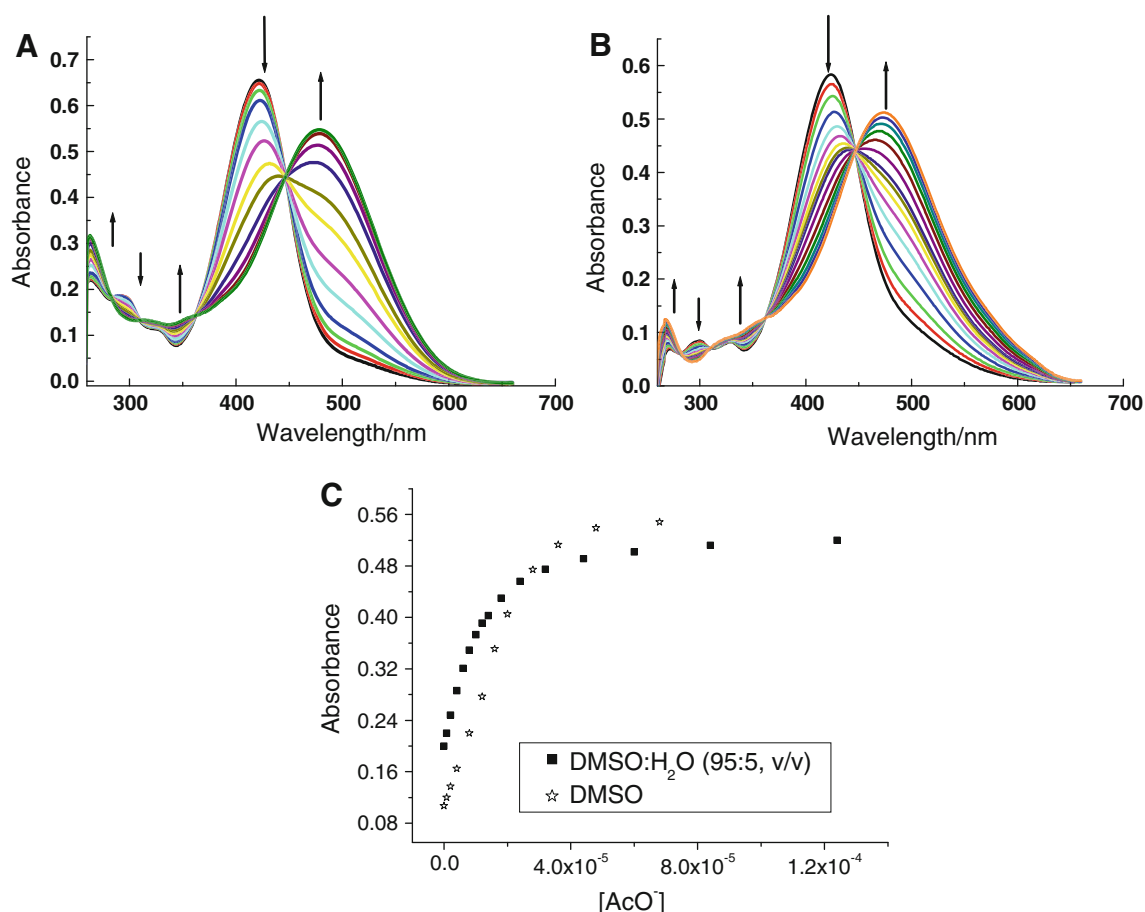 A
B
0.7
0.6
0.5
0.4
0.3
0.2
0.1
0.0
Absorbance
300 400 500 600 700
Wavelength/nm
0.6
0.5
0.4
0.3
0.2
0.1
0.0
Absorbance
300 400 500 600 700
Wavelength/nm
C
0.56
0.48
0.40
0.32
0.24
0.16
0.08
Absorbance
DMSO:H₂O (95:5, v/v)
DMSO
0.0 4.0x10⁻⁵ 8.0x10⁻⁵ 1.2x10⁻⁴
[AcO⁻]